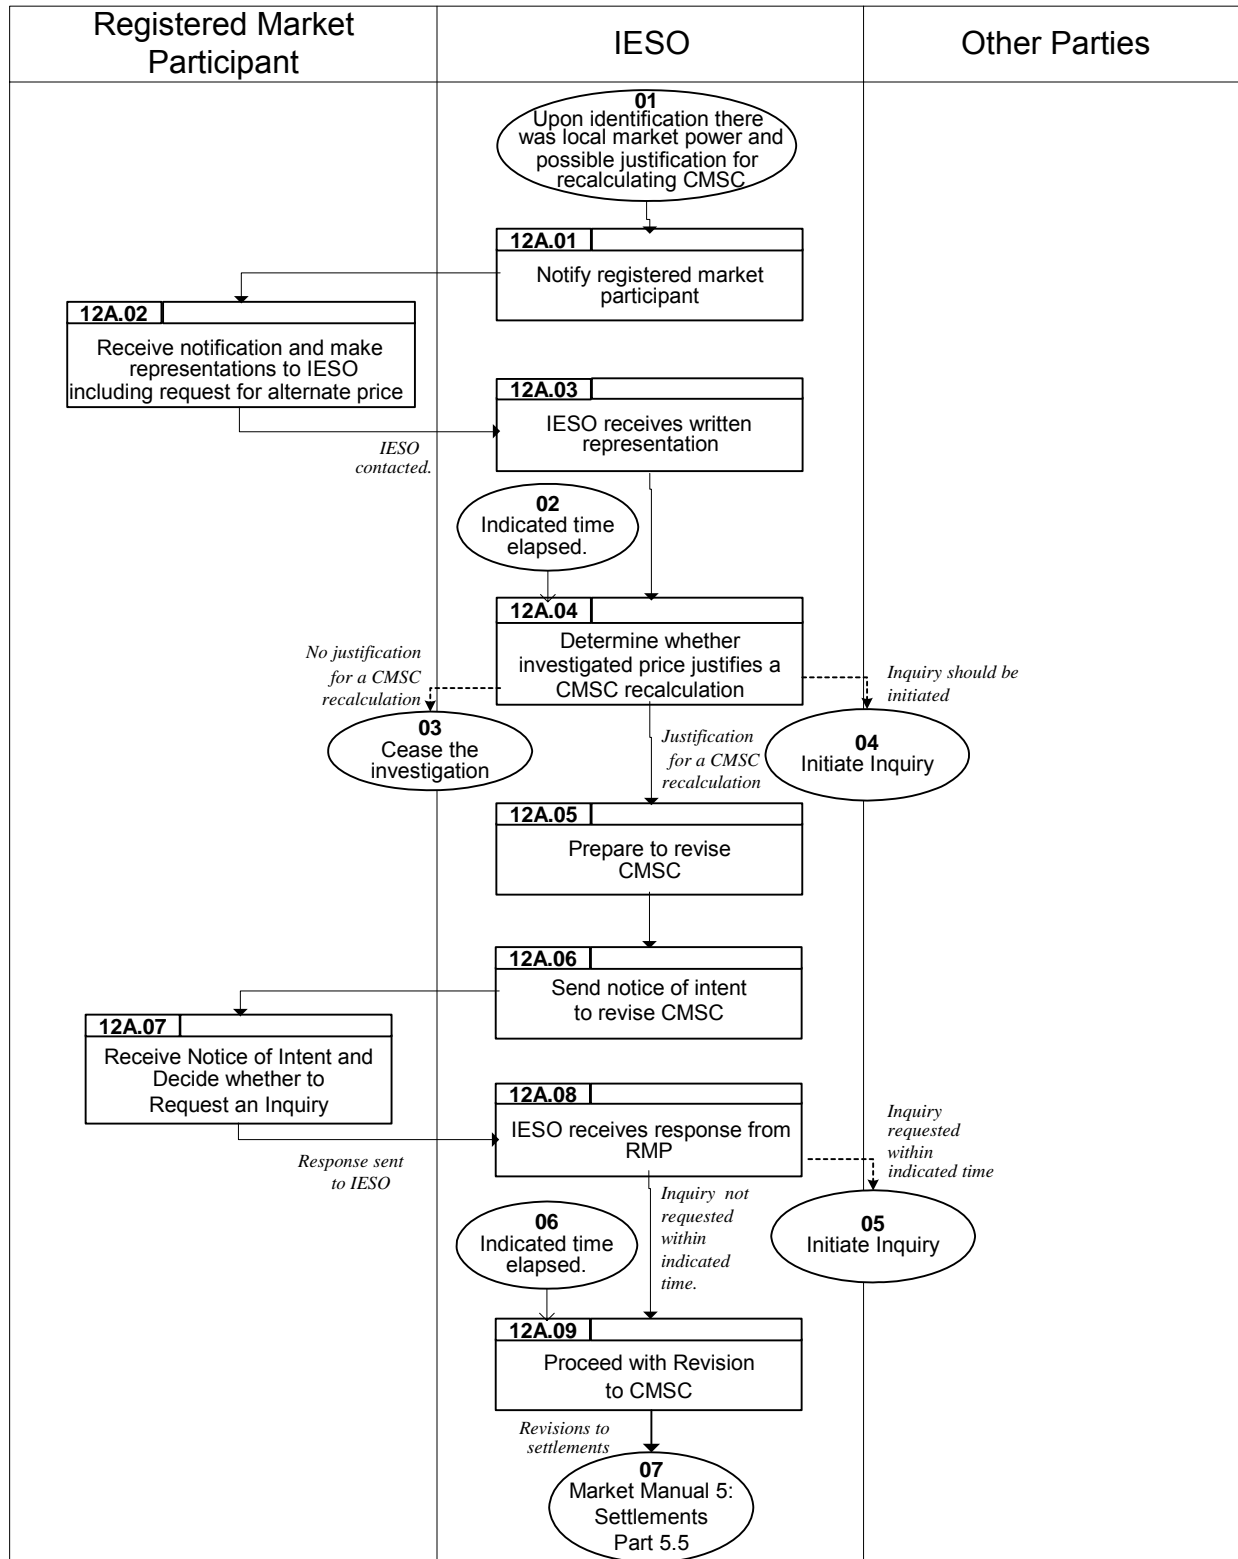 Registered Market
Participant
IESO
Other Parties
01
Upon identification there
was local market power and
possible justification for
recalculating CMSC
12A.01
Notify registered market
participant
12A.02
Receive notification and make
representations to IESO
including request for alternate price
12A.03
IESO receives written
representation
IESO
contacted.
02
Indicated time
elapsed.
12A.04
Determine whether
investigated price justifies a
CMSC recalculation
No justification
for a CMSC
recalculation
Inquiry should be
initiated
03
Cease the
investigation
Justification
for a CMSC
recalculation
04
Initiate Inquiry
12A.05
Prepare to revise
CMSC
12A.06
Send notice of intent
to revise CMSC
12A.07
Receive Notice of Intent and
Decide whether to
Request an Inquiry
12A.08
IESO receives response from
RMP
Response sent
to IESO
Inquiry
requested
within
indicated time
Inquiry not
requested
within
indicated
time.
05
Initiate Inquiry
06
Indicated time
elapsed.
12A.09
Proceed with Revision
to CMSC
Revisions to
settlements
07
Market Manual 5:
Settlements
Part 5.5